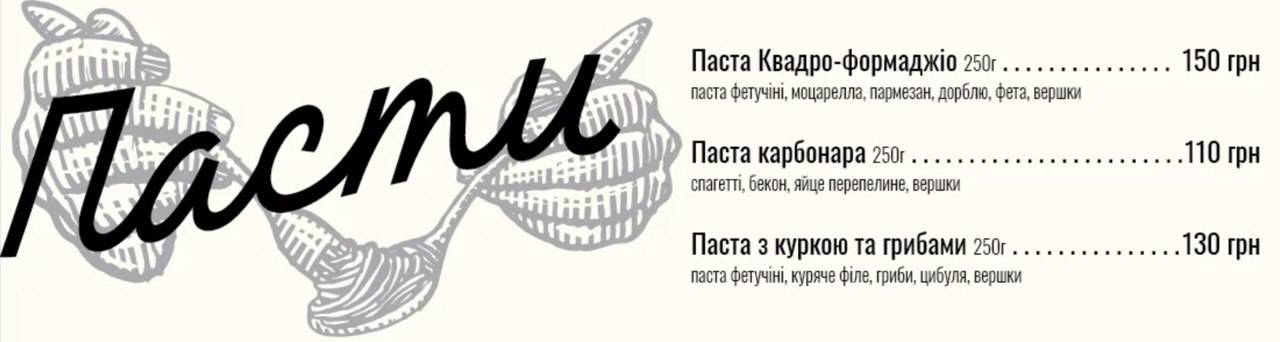 Пасти
Паста Квадро-формаджіо 250г ................ 150 грн
паста фетучіні, моцарелла, пармезан, дорблю, фета, вершки
Паста карбонара 250г .........................110 грн
спагетті, бекон, яйце перепелине, вершки
Паста з куркою та грибами 250г ................130 грн
паста фетучіні, куряче філе, гриби, цибуля, вершки